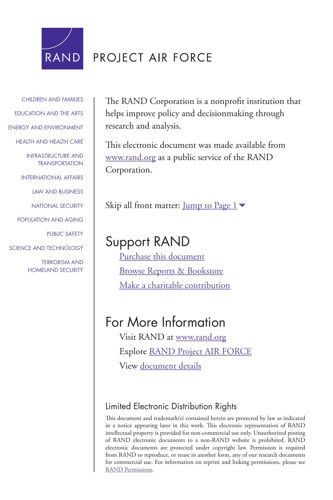 RAND PROJECT AIR FORCE
CHILDREN AND FAMILIES
EDUCATION AND THE ARTS
ENERGY AND ENVIRONMENT
HEALTH AND HEALTH CARE
INFRASTRUCTURE AND
TRANSPORTATION
INTERNATIONAL AFFAIRS
LAW AND BUSINESS
NATIONAL SECURITY
POPULATION AND AGING
PUBLIC SAFETY
SCIENCE AND TECHNOLOGY
TERRORISM AND
HOMELAND SECURITY
The RAND Corporation is a nonprofit institution that
helps improve policy and decisionmaking through
research and analysis.
This electronic document was made available from
www.rand.org as a public service of the RAND
Corporation.
Skip all front matter: Jump to Page 1
Support RAND
Purchase this document
Browse Reports & Bookstore
Make a charitable contribution
For More Information
Visit RAND at www.rand.org
Explore RAND Project AIR FORCE
View document details
Limited Electronic Distribution Rights
This document and trademark(s) contained herein are protected by law as indicated
in a notice appearing later in this work. This electronic representation of RAND
intellectual property is provided for non-commercial use only. Unauthorized posting
of RAND electronic documents to a non-RAND website is prohibited. RAND
electronic documents are protected under copyright law. Permission is required
from RAND to reproduce, or reuse in another form, any of our research documents
for commercial use. For information on reprint and linking permissions, please see
RAND Permissions.